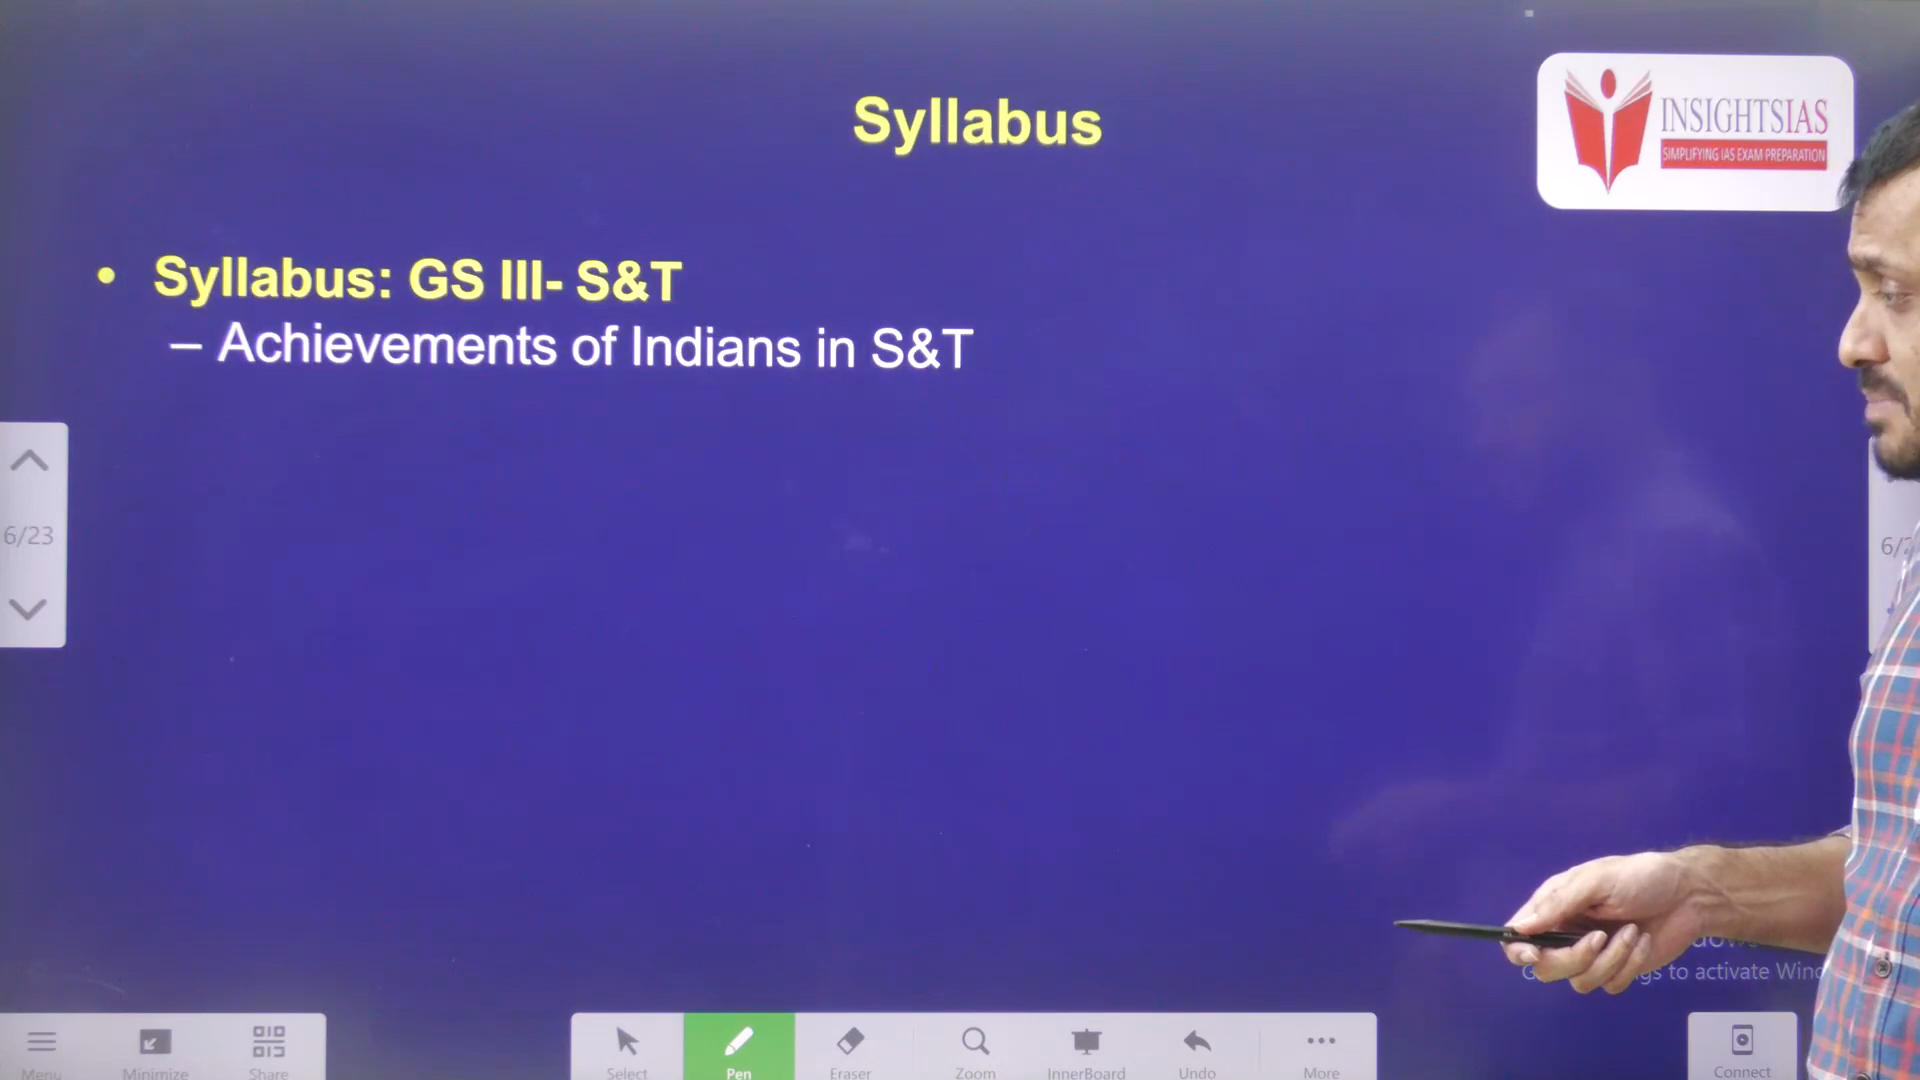 Syllabus
INSIGHTSIAS
SIMPLIFYING IAS EXAM PREPARATION
• Syllabus: GS III- S&T
– Achievements of Indians in S&T
6/23
to activate
Menu
Minimize
Share
Select
Pen
Eraser
Zoom
InnerBoard
Undo
More
Connect